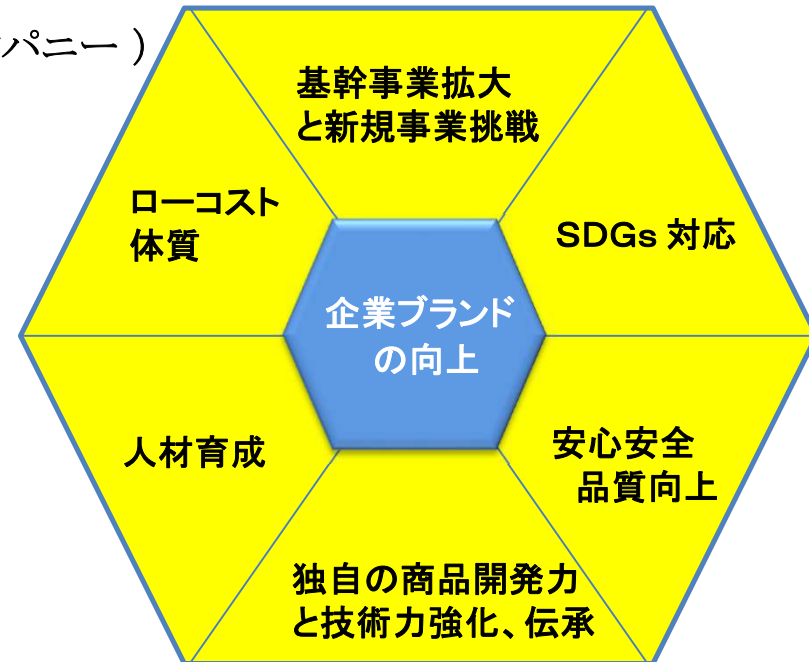 パニー）
基幹事業拡大
と新規事業挑戦
ローコスト
体質
SDGs 対応
企業ブランド
の向上
人材育成
安心安全
品質向上
独自の商品開発力
と技術力強化、伝承